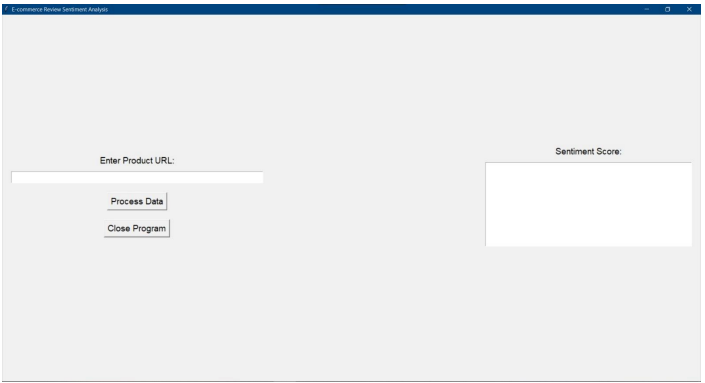 E-commerce Review Sentiment Analysis
Enter Product URL:
Process Data
Close Program
Sentiment Score: